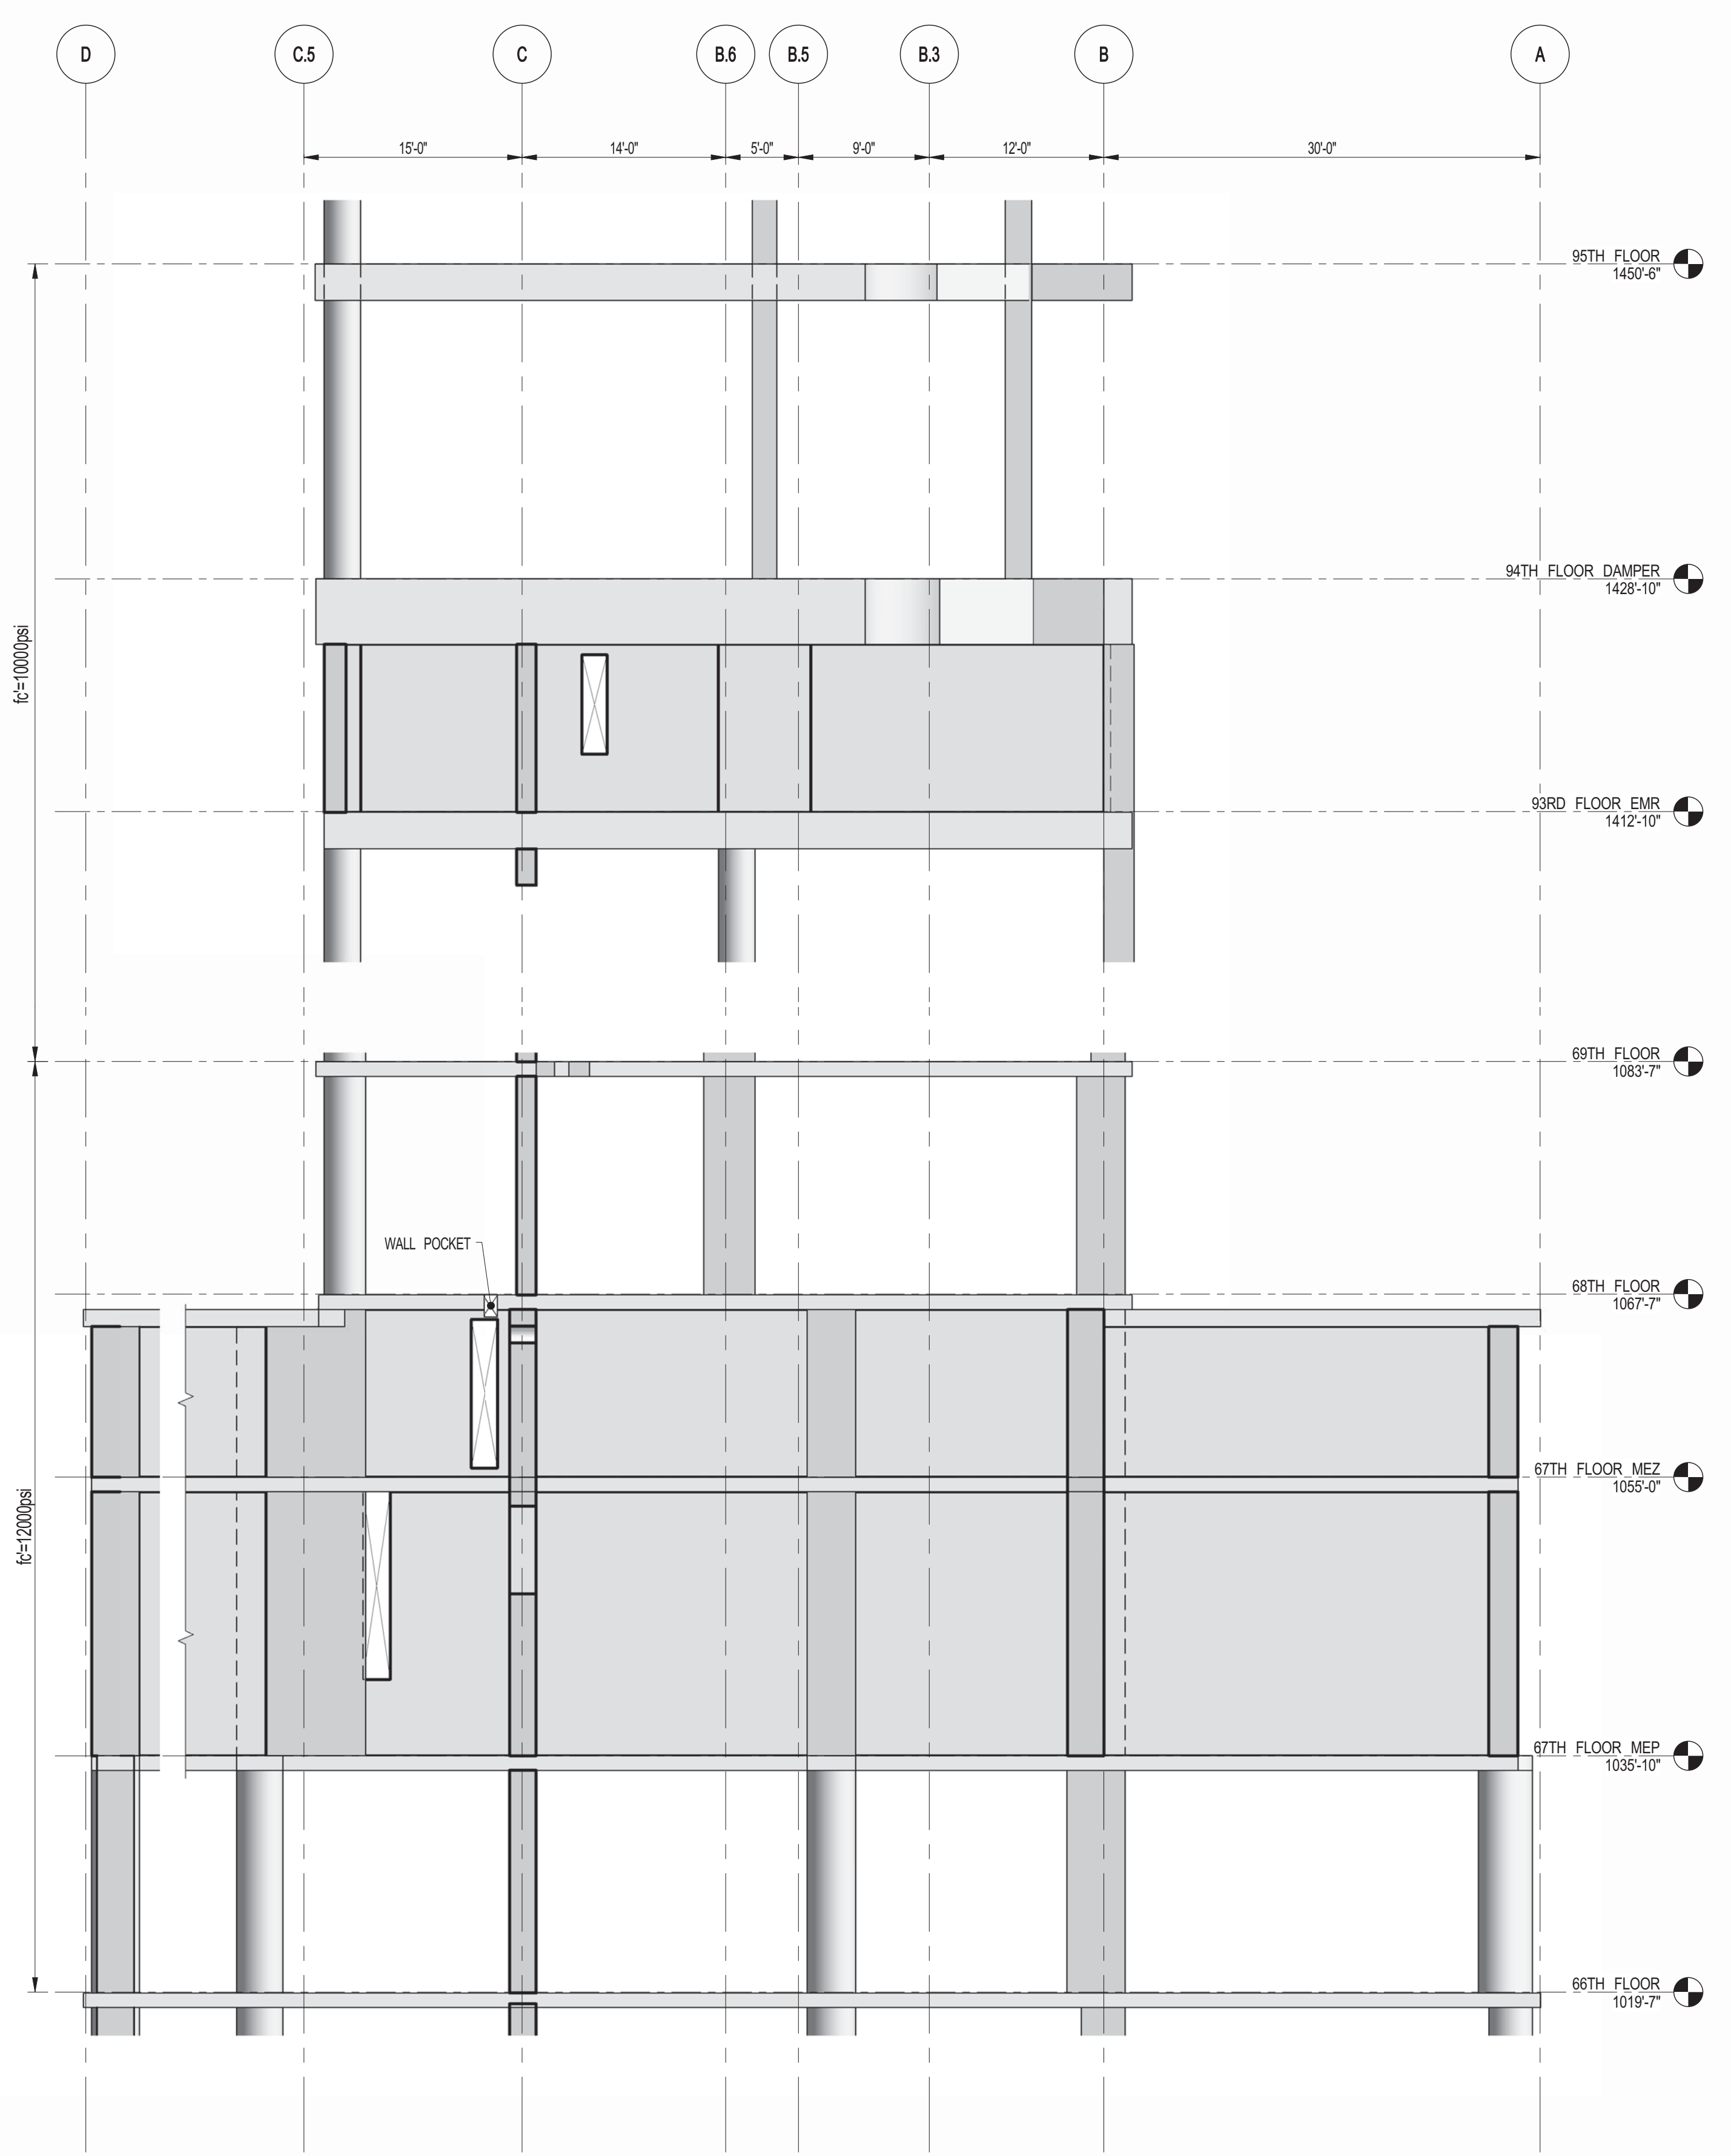 D C.5 C B.6 B.5 B.3 B A
15'-0" 14'-0" 5'-0" 9'-0" 12'-0" 30'-0"
95TH FLOOR
1450'-6"
94TH FLOOR DAMPER
1428'-10"
fc'=10000psi
93RD FLOOR EMR
1412'-10"
69TH FLOOR
1083'-7"
WALL POCKET
68TH FLOOR
1067'-7"
67TH FLOOR MEZ
1055'-0"
fc'=12000psi
67TH FLOOR MEP
1035'-10"
66TH FLOOR
1019'-7"